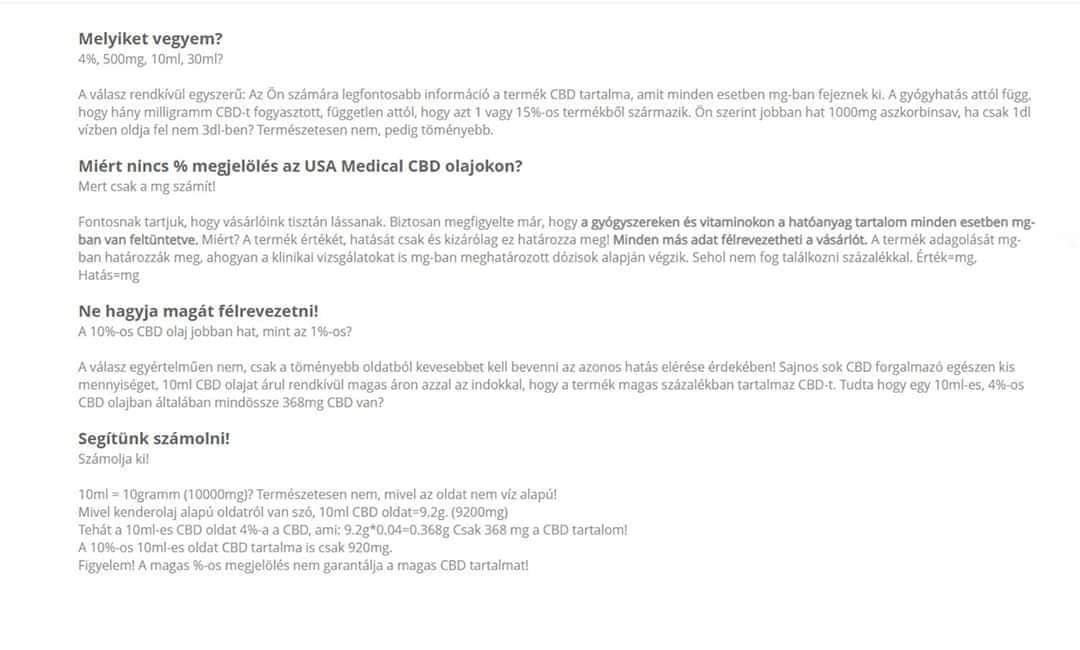 Melyiket vegyem?
4%, 500mg, 10ml, 30ml?
A válasz rendkívül egyszerű: Az Ön számára legfontosabb információ a termék CBD tartalma, amit minden esetben mg-ban fejeznek ki. A gyógyhatás attól függ,
hogy hány milligramm CBD-t fogyasztott, független attól, hogy azt 1 vagy 15%-os termékből származik. Ön szerint jobban hat 1000mg aszkorbinsav, ha csak 1dl
vízben oldja fel nem 3dl-ben? Természetesen nem, pedig töményebb.
Miért nincs % megjelölés az USA Medical CBD olajokon?
Mert csak a mg számít!
Fontosnak tartjuk, hogy vásárlóink tisztán lássanak. Biztosan megfigyelte már, hogy a gyógyszereken és vitaminokon a hatóanyag tartalom minden esetben mg-
ban van feltüntetve. Miért? A termék értékét, hatását csak és kizárólag ez határozza meg! Minden más adat félrevezetheti a vásárlót. A termék adagolását mg-
ban határozzák meg, ahogyan a klinikai vizsgálatokat is mg-ban meghatározott dózisok alapján végzik. Sehol nem fog találkozni százalékkal. Érték=mg,
Hatás=mg
Ne hagyja magát félrevezetni!
A 10%-os CBD olaj jobban hat, mint az 1%-os?
A válasz egyértelműen nem, csak a töményebb oldatból kevesebbet kell bevenni az azonos hatás elérése érdekében! Sajnos sok CBD forgalmazó egészen kis
mennyiséget, 10ml CBD olajat árul rendkívül magas áron azzal az indokkal, hogy a termék magas százalékban tartalmaz CBD-t. Tudta hogy egy 10ml-es, 4%-os
CBD olajban általában mindössze 368mg CBD van?
Segítünk számolni!
Számolja ki!
10ml = 10gramm (10000mg)? Természetesen nem, mivel az oldat nem víz alapú!
Mivel kenderolaj alapú oldatról van szó, 10ml CBD oldat=9.2g. (9200mg)
Tehát a 10ml-es CBD oldat 4%-a a CBD, ami: 9.2g*0.04=0.368g Csak 368 mg a CBD tartalom!
A 10%-os 10ml-es oldat CBD tartalma is csak 920mg.
Figyelem! A magas %-os megjelölés nem garantálja a magas CBD tartalmat!